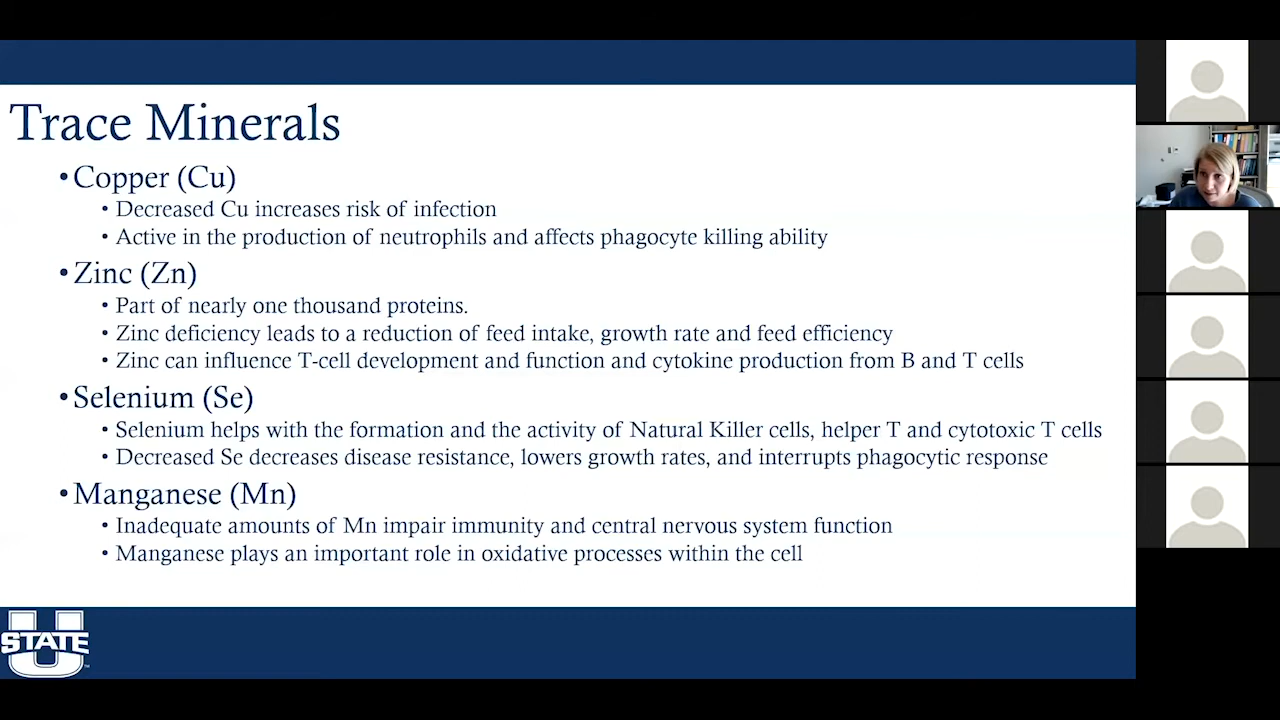 Trace Minerals
•Copper (Cu)
• Decreased Cu increases risk of infection
• Active in the production of neutrophils and affects phagocyte killing ability
•Zinc (Zn)
• Part of nearly one thousand proteins.
• Zinc deficiency leads to a reduction of feed intake, growth rate and feed efficiency
• Zinc can influence T-cell development and function and cytokine production from B and T cells
•Selenium (Se)
• Selenium helps with the formation and the activity of Natural Killer cells, helper T and cytotoxic T cells
• Decreased Se decreases disease resistance, lowers growth rates, and interrupts phagocytic response
•Manganese (Mn)
• Inadequate amounts of Mn impair immunity and central nervous system function
• Manganese plays an important role in oxidative processes within the cell
U
STATE
TM